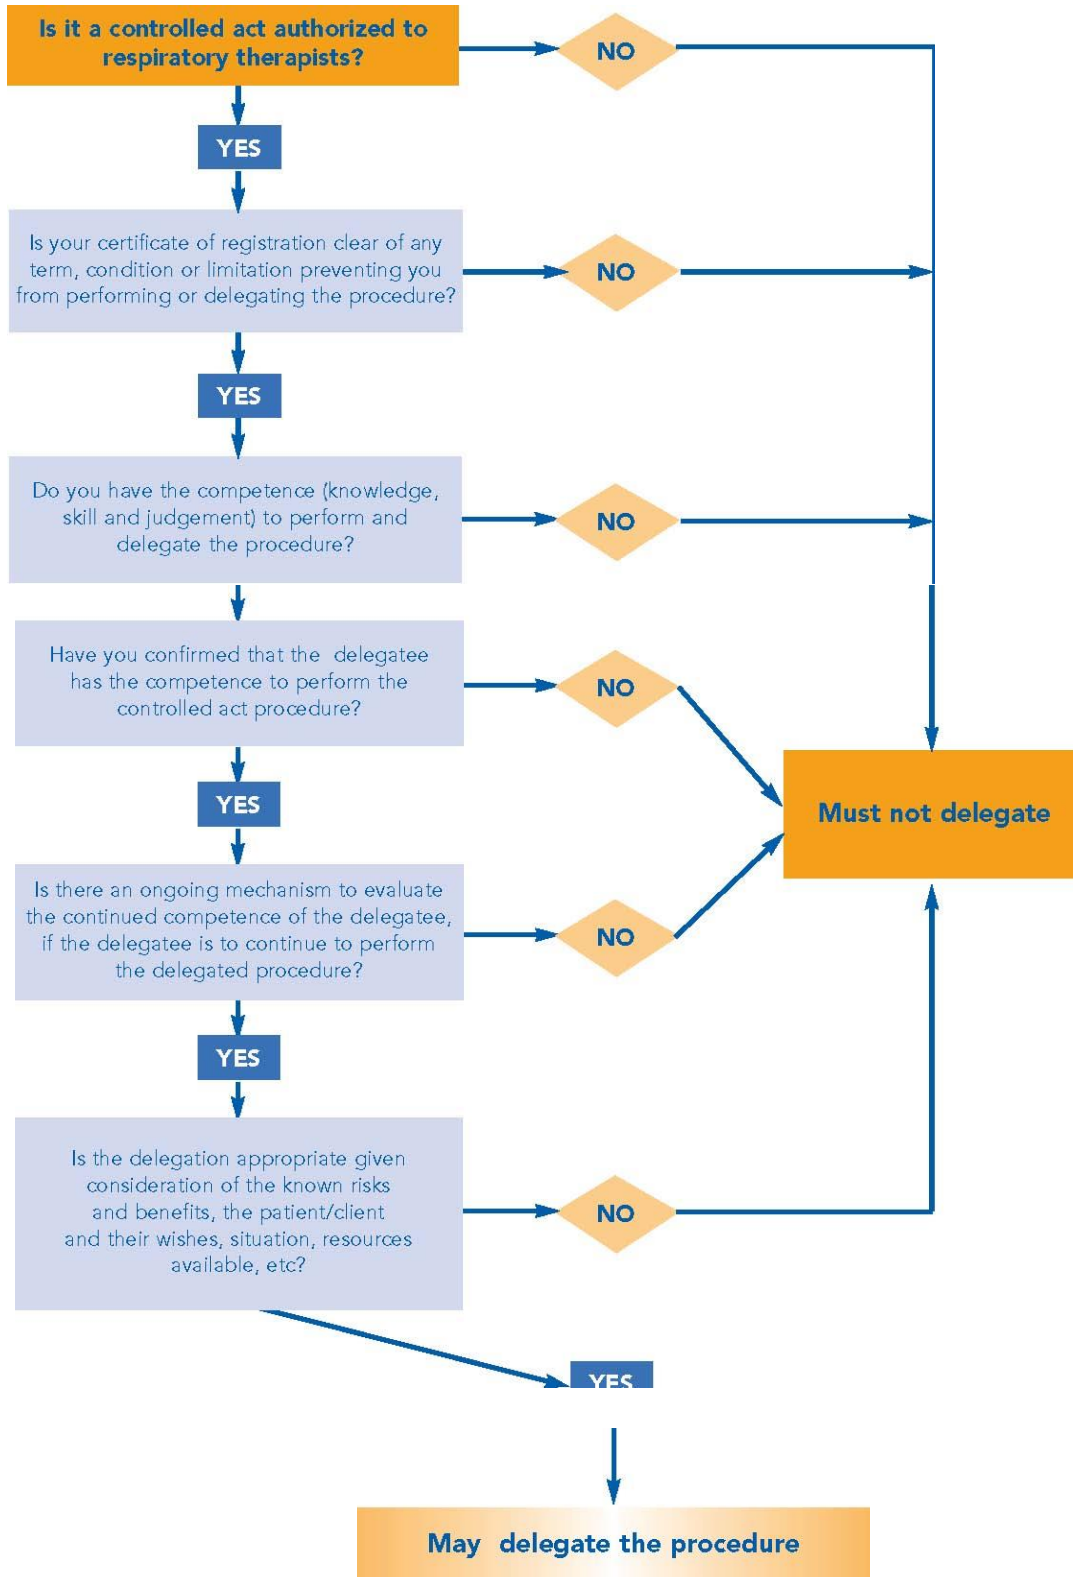 Is it a controlled act authorized to
respiratory therapists?
NO
YES
Is your certificate of registration clear of any
term, condition or limitation preventing you
from performing or delegating the procedure?
NO
YES
Do you have the competence (knowledge,
skill and judgement) to perform and
delegate the procedure?
NO
Have you confirmed that the delegatee
has the competence to perform the
controlled act procedure?
NO
YES
Must not delegate
Is there an ongoing mechanism to evaluate
the continued competence of the delegatee,
if the delegatee is to continue to perform
the delegated procedure?
NO
YES
Is the delegation appropriate given
consideration of the known risks
and benefits, the patient/client
and their wishes, situation, resources
available, etc?
NO
YES
May delegate the procedure